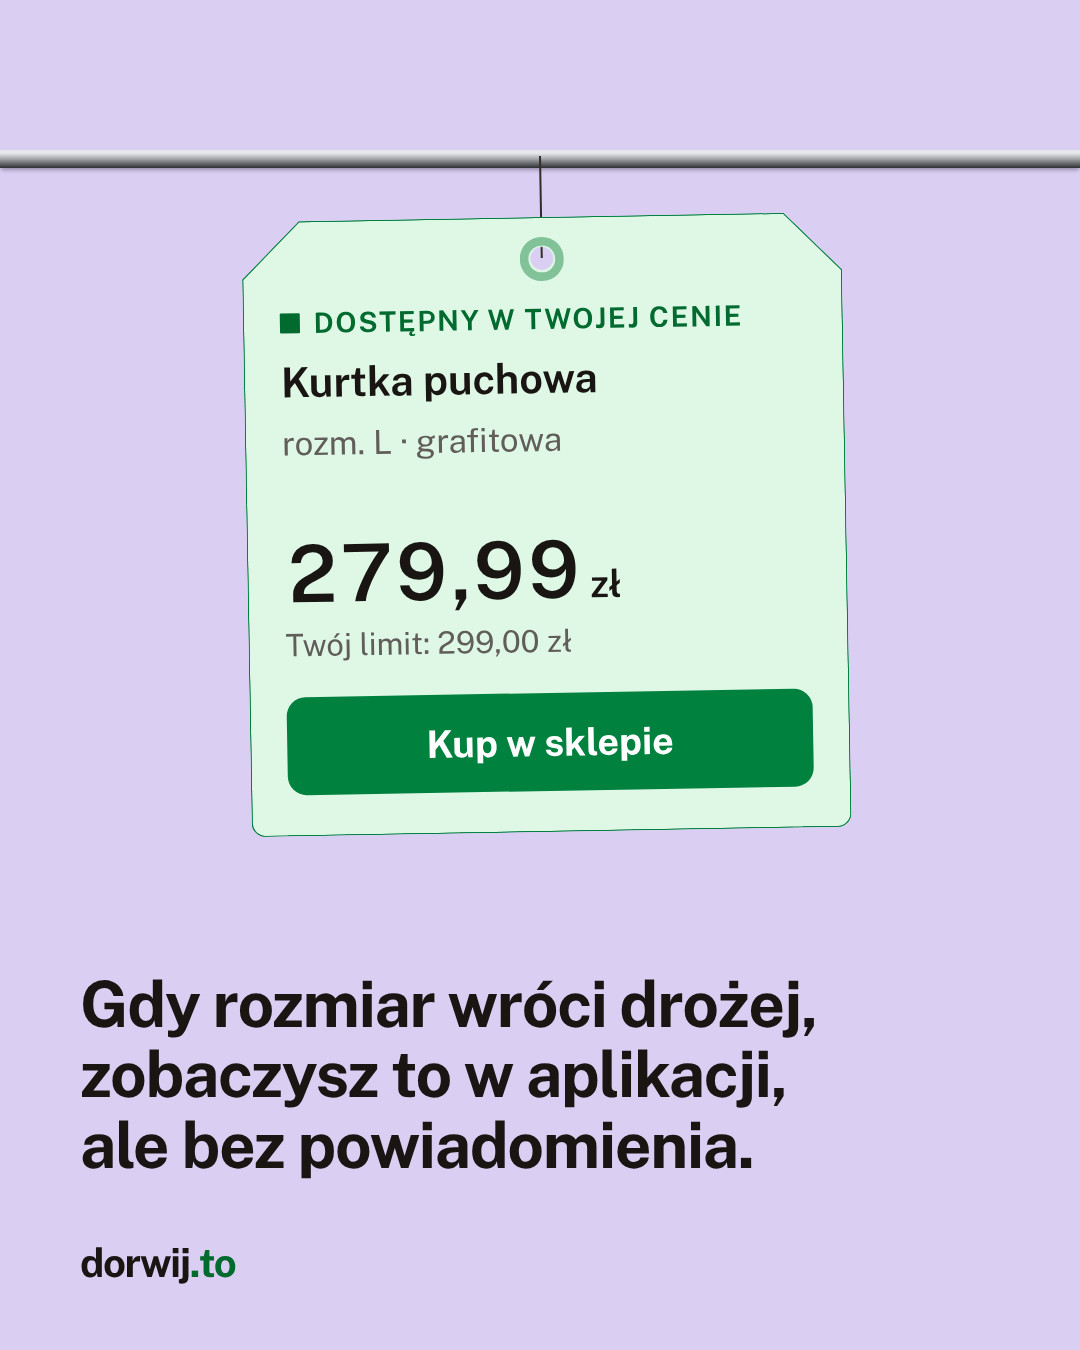 DOSTĘPNY W TWOJEJ CENIE
Kurtka puchowa
rozm. L · grafitowa
279,99 zł
Twój limit: 299,00 zł
Kup w sklepie
Gdy rozmiar wróci drożej,
zobaczysz to w aplikacji,
ale bez powiadomienia.
dorwij.to